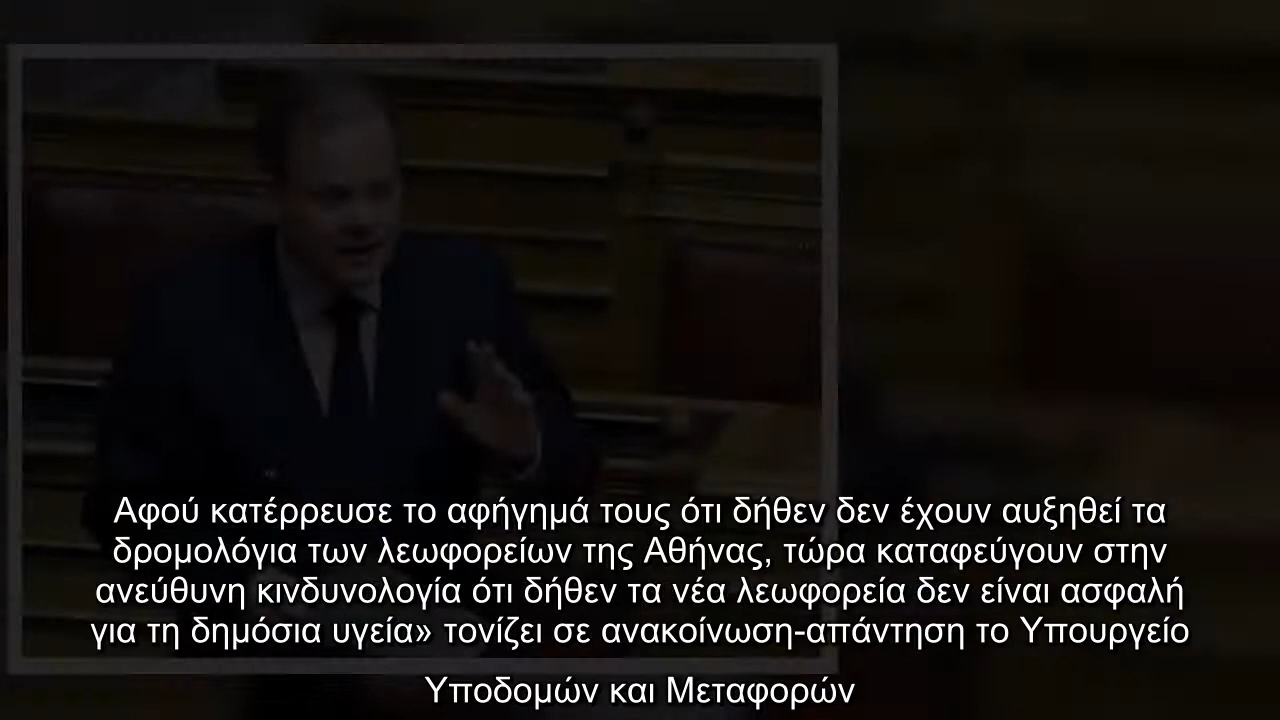 Αφού κατέρρευσε το αφήγημά τους ότι δήθεν δεν έχουν αυξηθεί τα
δρομολόγια των λεωφορείων της Αθήνας, τώρα καταφεύγουν στην
ανεύθυνη κινδυνολογία ότι δήθεν τα νέα λεωφορεία δεν είναι ασφαλή
για τη δημόσια υγεία» τονίζει σε ανακοίνωση-απάντηση το Υπουργείο
Υποδομών και Μεταφορών